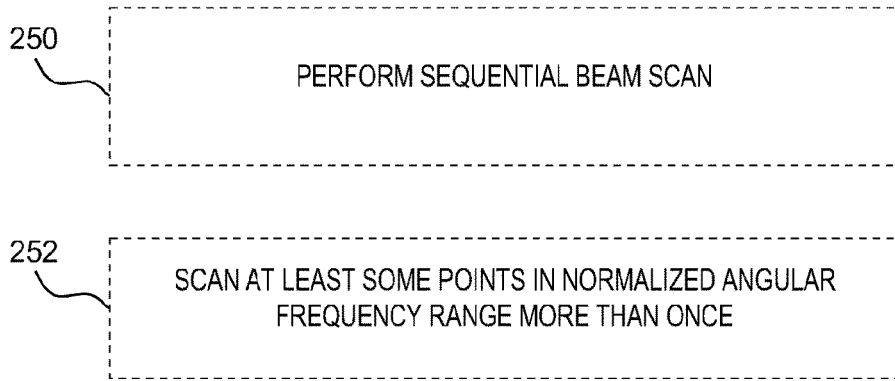 250
PERFORM SEQUENTIAL BEAM SCAN
252
SCAN AT LEAST SOME POINTS IN NORMALIZED ANGULAR
FREQUENCY RANGE MORE THAN ONCE